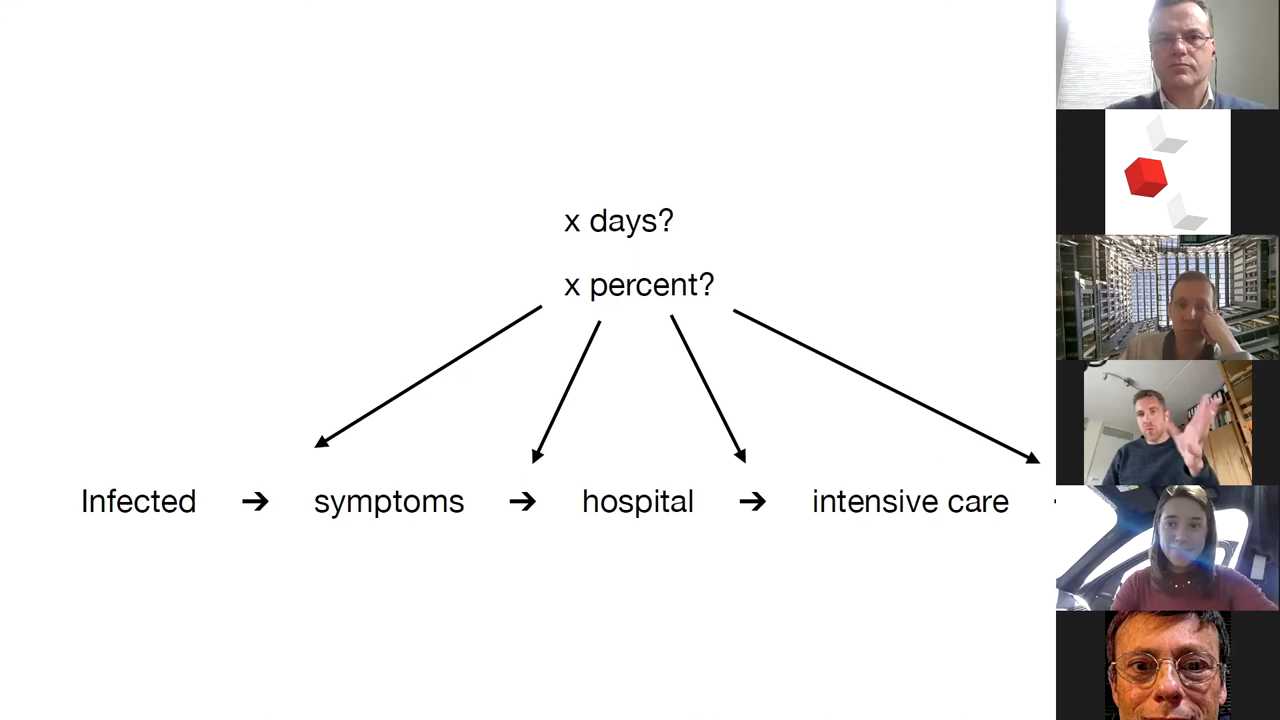 x days?
x percent?
Infected ➔ symptoms ➔ hospital ➔ intensive care